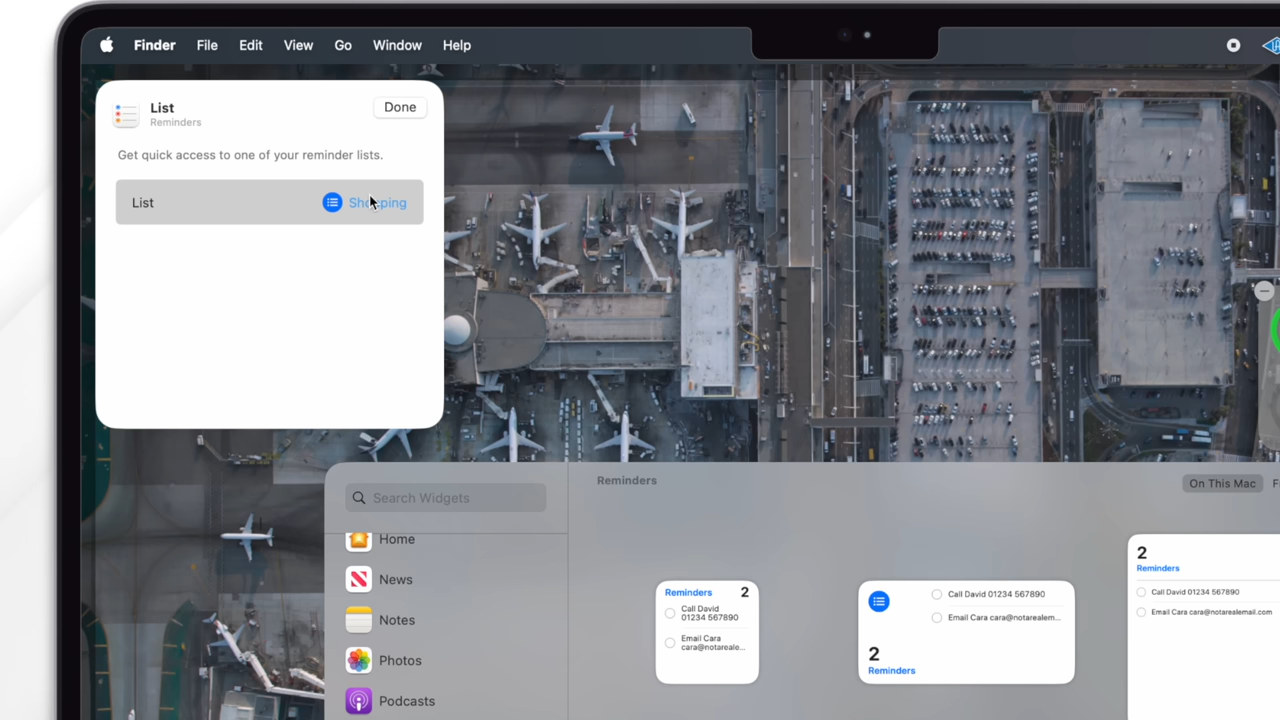 Finder File Edit View Go Window Help
List
Reminders
Done
Get quick access to one of your reminder lists.
List
Shopping
Search Widgets
Home
News
Notes
Photos
Podcasts
Reminders
On This Mac
Reminders 2
Call David
01234 567890
Email Cara
cara@notareale...
Call David 01234 567890
Email Cara cara@notarealem...
2
Reminders
2
Reminders
Call David 01234 567890
Email Cara cara@notarealemail.com